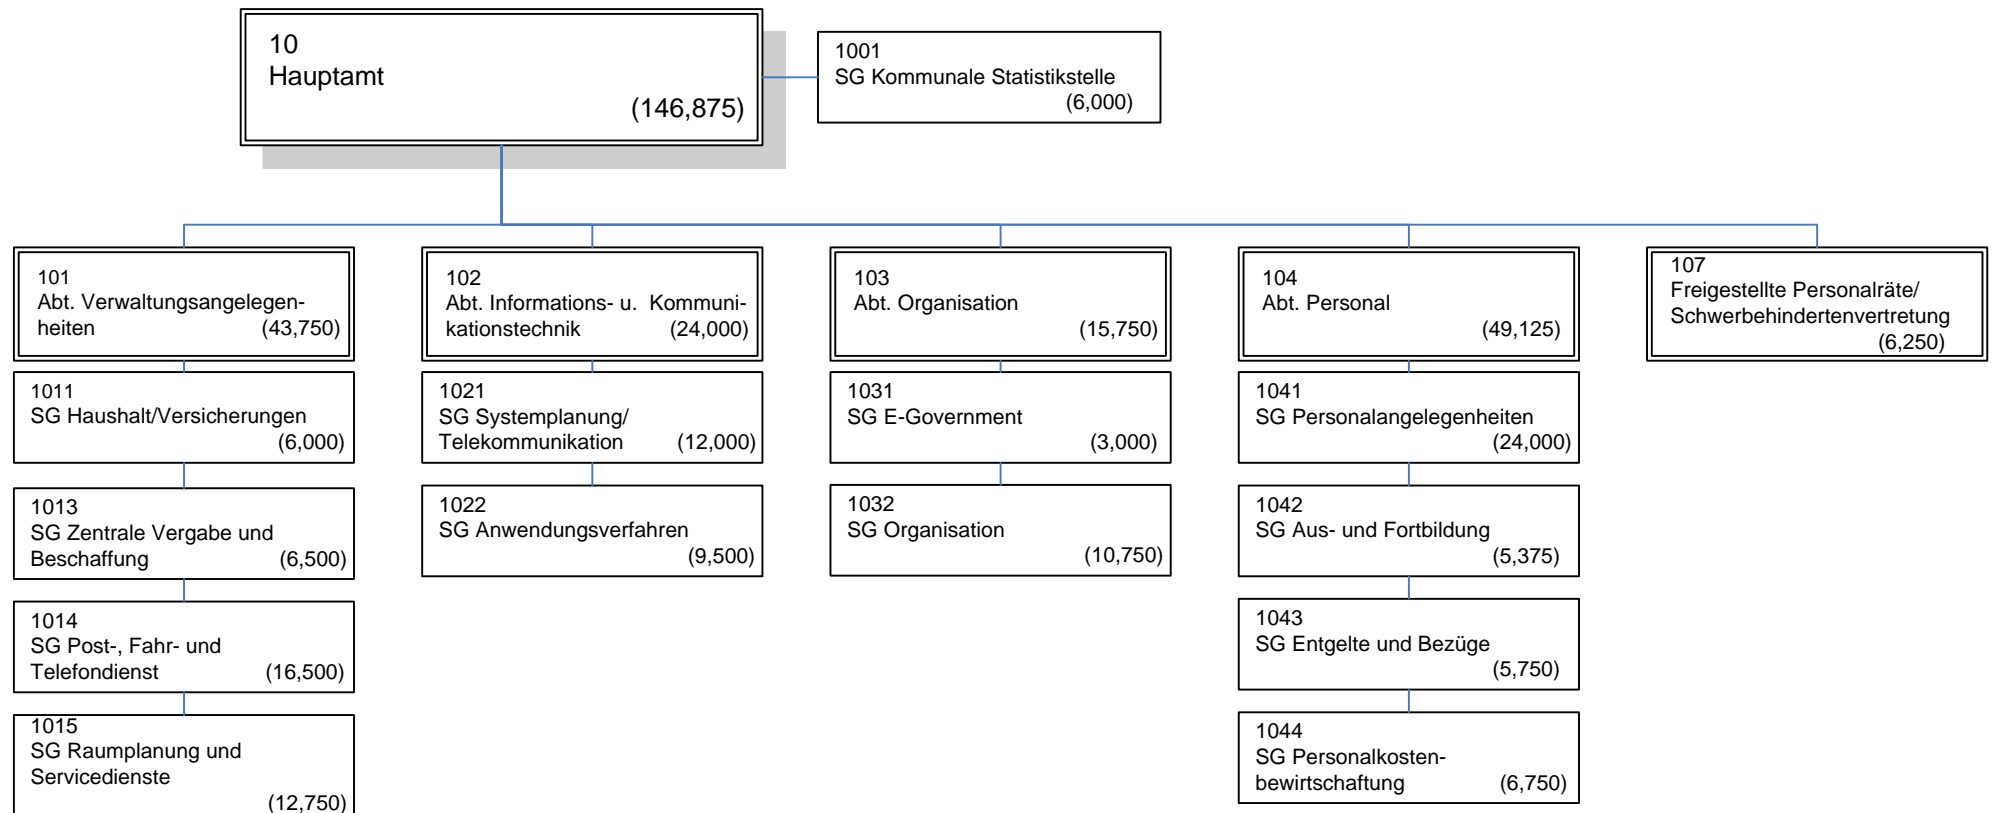 10
Hauptamt
(146,875)
1001
SG Kommunale Statistikstelle
(6,000)
101
Abt. Verwaltungsangelegen-
heiten (43,750)
102
Abt. Informations- u. Kommuni-
kationstechnik (24,000)
103
Abt. Organisation
(15,750)
104
Abt. Personal
(49,125)
107
Freigestellte Personalräte/
Schwerbehindertenvertretung
(6,250)
1011
SG Haushalt/Versicherungen
(6,000)
1013
SG Zentrale Vergabe und
Beschaffung (6,500)
1014
SG Post-, Fahr- und
Telefondienst (16,500)
1015
SG Raumplanung und
Servicedienste
(12,750)
1021
SG Systemplanung/
Telekommunikation (12,000)
1022
SG Anwendungsverfahren
(9,500)
1031
SG E-Government
(3,000)
1032
SG Organisation
(10,750)
1041
SG Personalangelegenheiten
(24,000)
1042
SG Aus- und Fortbildung
(5,375)
1043
SG Entgelte und Bezüge
(5,750)
1044
SG Personalkosten-
bewirtschaftung (6,750)